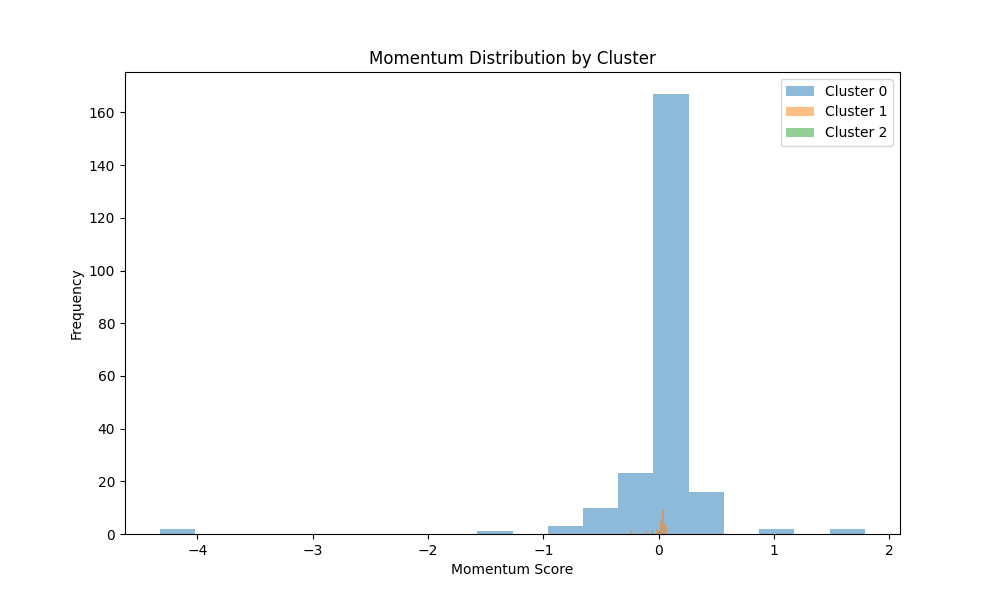 Momentum Distribution by Cluster
Cluster 0
Cluster 1
Cluster 2
160
140
120
100
80
60
40
20
0
Frequency
−4 −3 −2 −1 0 1 2
Momentum Score